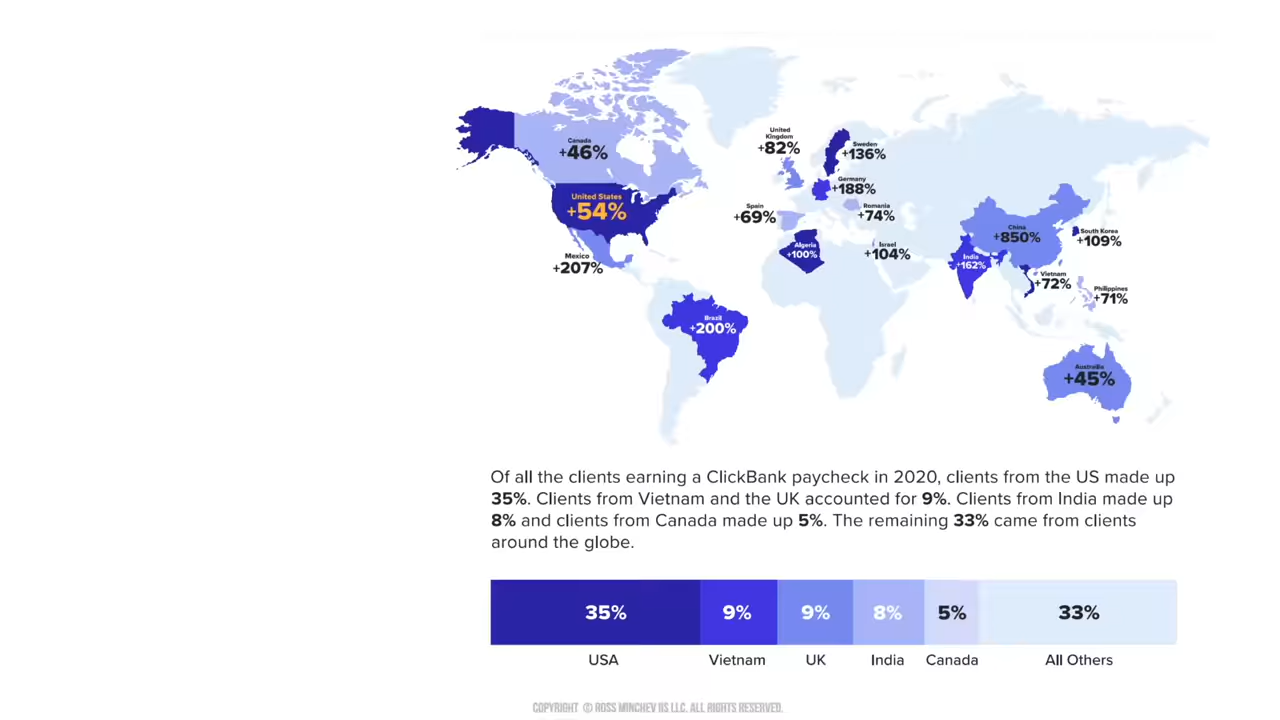 United
Kingdom
+82%
Canada
+46%
Sweden
+136%
Germany
+188%
United States
+54%
Spain
+69%
Romania
+74%
China
+850%
South Korea
+109%
Algeria
+100%
Israel
+104%
Mexico
+207%
India
+162%
Vietnam
+72%
Philippines
+71%
Brazil
+200%
Australia
+45%
Of all the clients earning a ClickBank paycheck in 2020, clients from the US made up
35%. Clients from Vietnam and the UK accounted for 9%. Clients from India made up
8% and clients from Canada made up 5%. The remaining 33% came from clients
around the globe.
35% 9% 9% 8% 5% 33%
USA Vietnam UK India Canada All Others
COPYRIGHT © ROSS MINCHEV IIS LLC. ALL RIGHTS RESERVED.